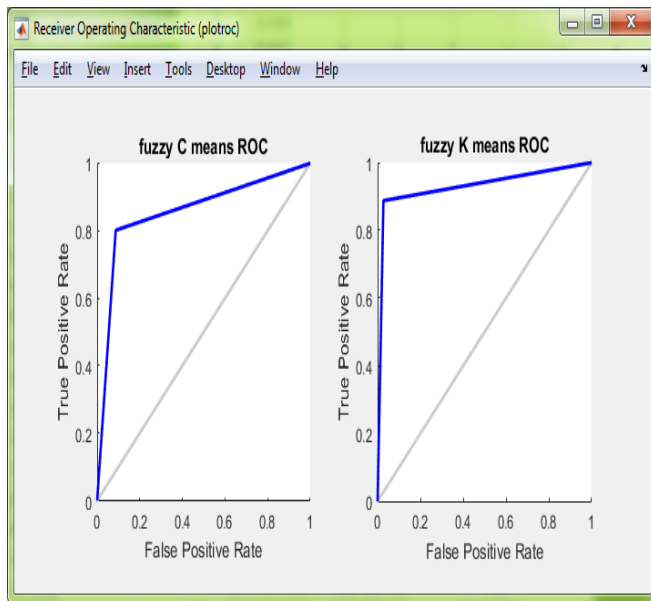 Receiver Operating Characteristic (plotroc)
File Edit View Insert Tools Desktop Window Help
fuzzy C means ROC
1
0.8
0.6
0.4
0.2
0
True Positive Rate
0 0.2 0.4 0.6 0.8 1
False Positive Rate
fuzzy K means ROC
1
0.8
0.6
0.4
0.2
0
True Positive Rate
0 0.2 0.4 0.6 0.8 1
False Positive Rate